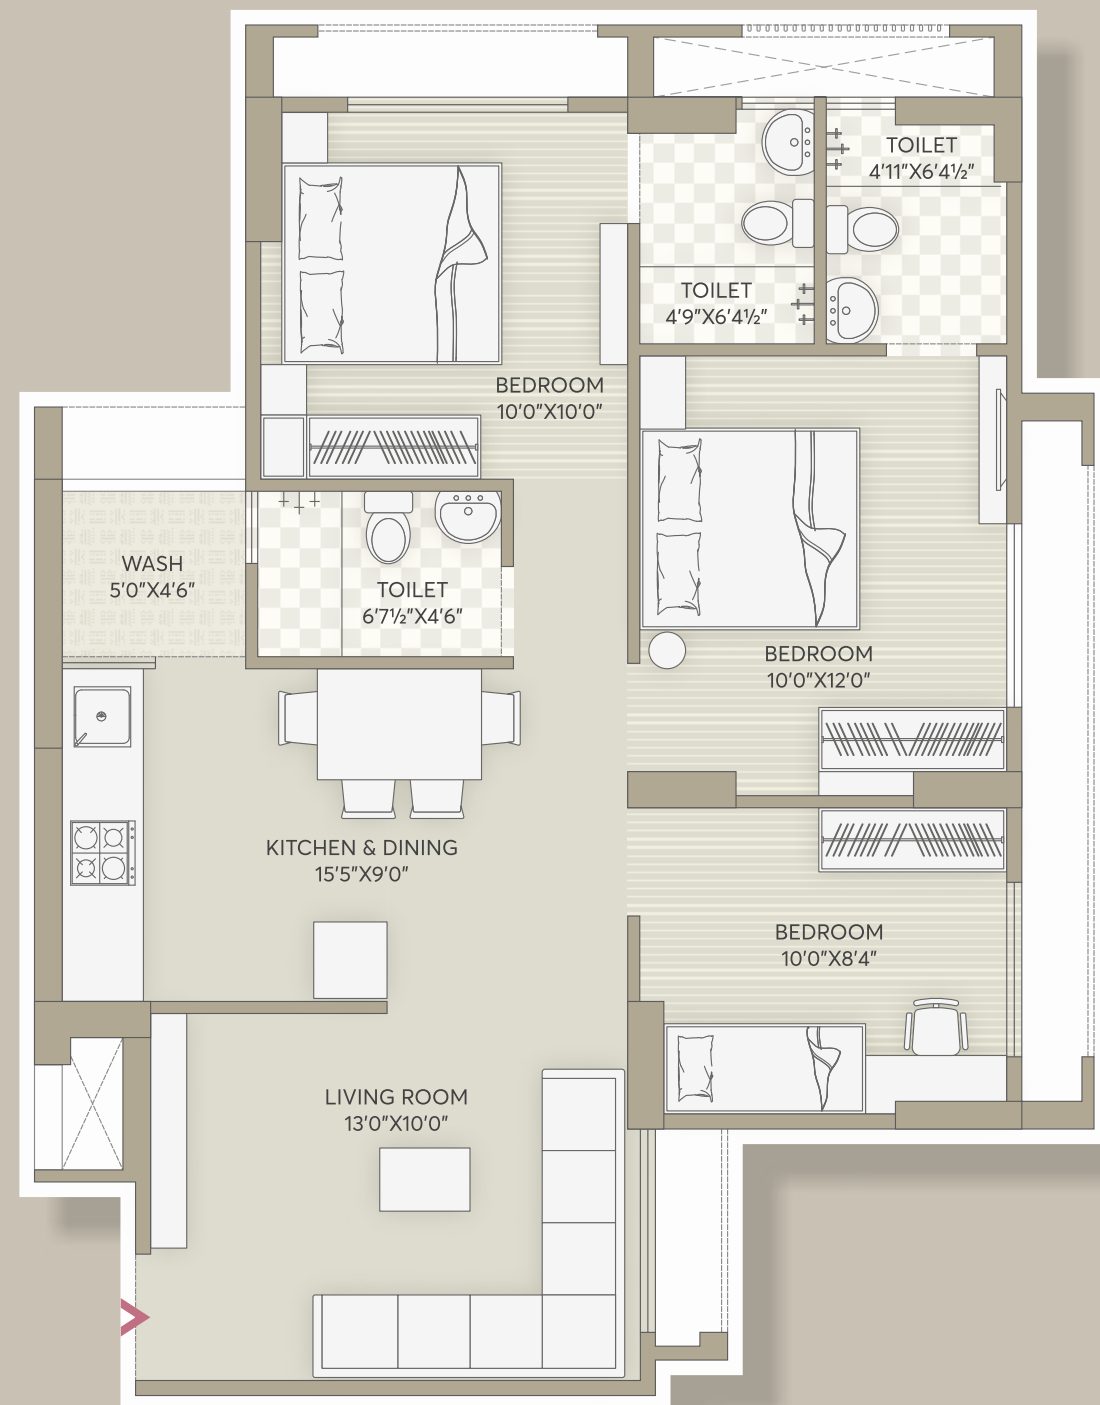 TOILET
4'11"X6'4½"
TOILET
4'9"X6'4½"
BEDROOM
10'0"X10'0"
WASH
5'0"X4'6"
TOILET
6'7½"X4'6"
BEDROOM
10'0"X12'0"
KITCHEN & DINING
15'5"X9'0"
BEDROOM
10'0"X8'4"
LIVING ROOM
13'0"X10'0"